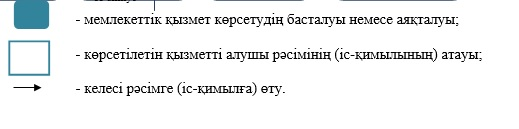 - мемлекеттік қызмет көрсетудің басталуы немесе аяқталуы;
- көрсетілетін қызметті алушы рәсімінің (іс-қимылының) атауы;
- келесі рәсімге (іс-қимылға) өту.